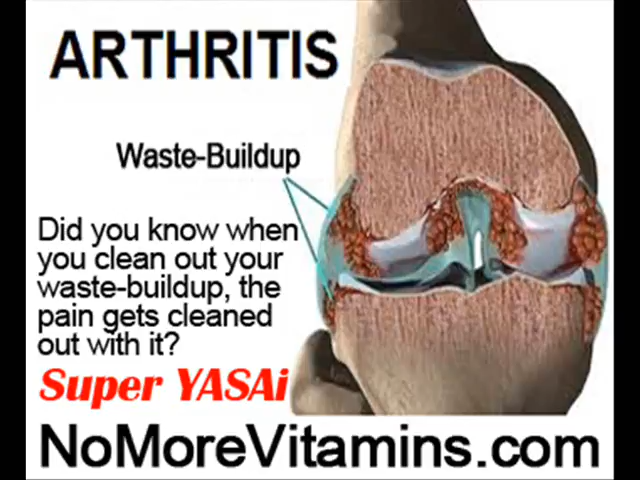 ARTHRITIS
Waste-Buildup
Did you know when
you clean out your
waste-buildup, the
pain gets cleaned
out with it?
Super YASAi
NoMoreVitamins.com